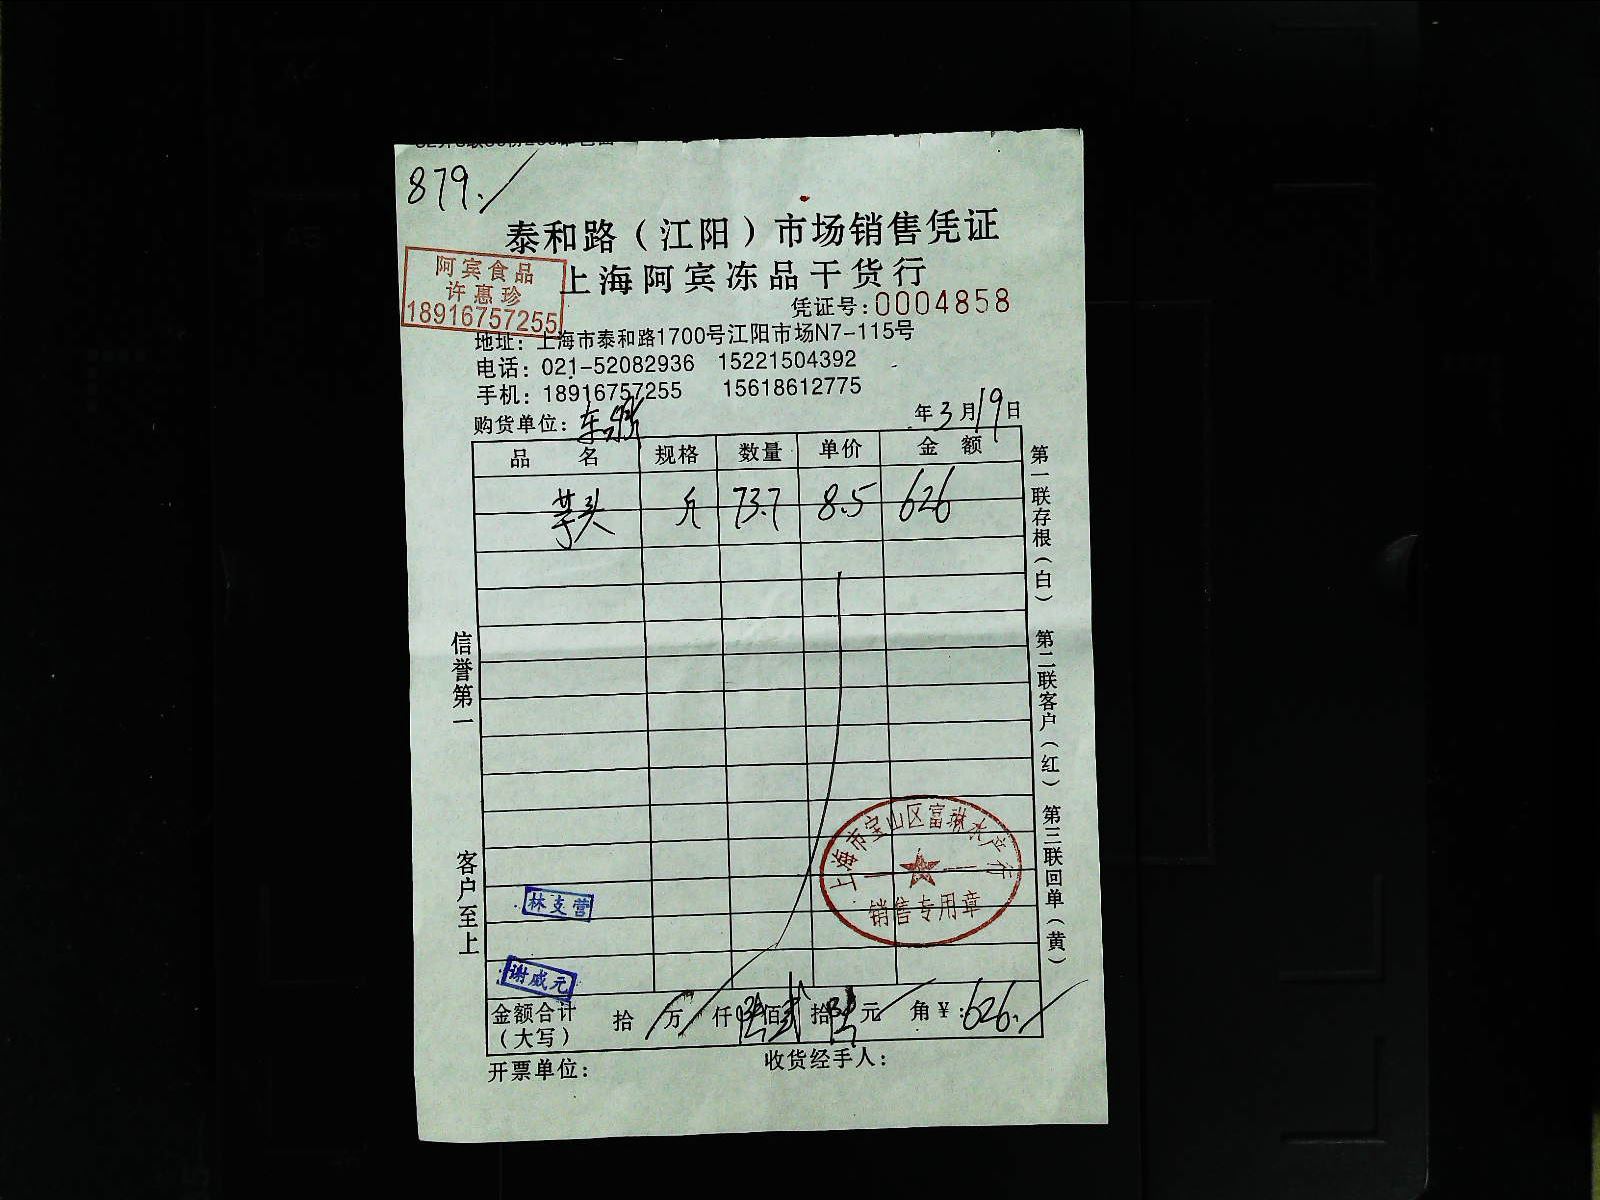 879.
泰和路（江阳）市场销售凭证
上海阿宾冻品干货行
阿宾食品
许惠珍
18916757255
凭证号：0004858
地址：上海市泰和路1700号江阳市场N7-115号
电话：021-52082936 15221504392
手机：18916757255 15618612775
购货单位： 年3月19日
品名 规格 数量 单价 金额
芋头 斤 73.7 8.5 626
第一联存根（白） 第二联客户（红） 第三联回单（黄）
信誉第一 客户至上
上海市宝山区富琳水产行
销售专用章
林支营
谢威元
金额合计（大写） 拾 万 仟 陆 佰 贰 拾 陆 元 角 ¥：626.
开票单位： 收货经手人：